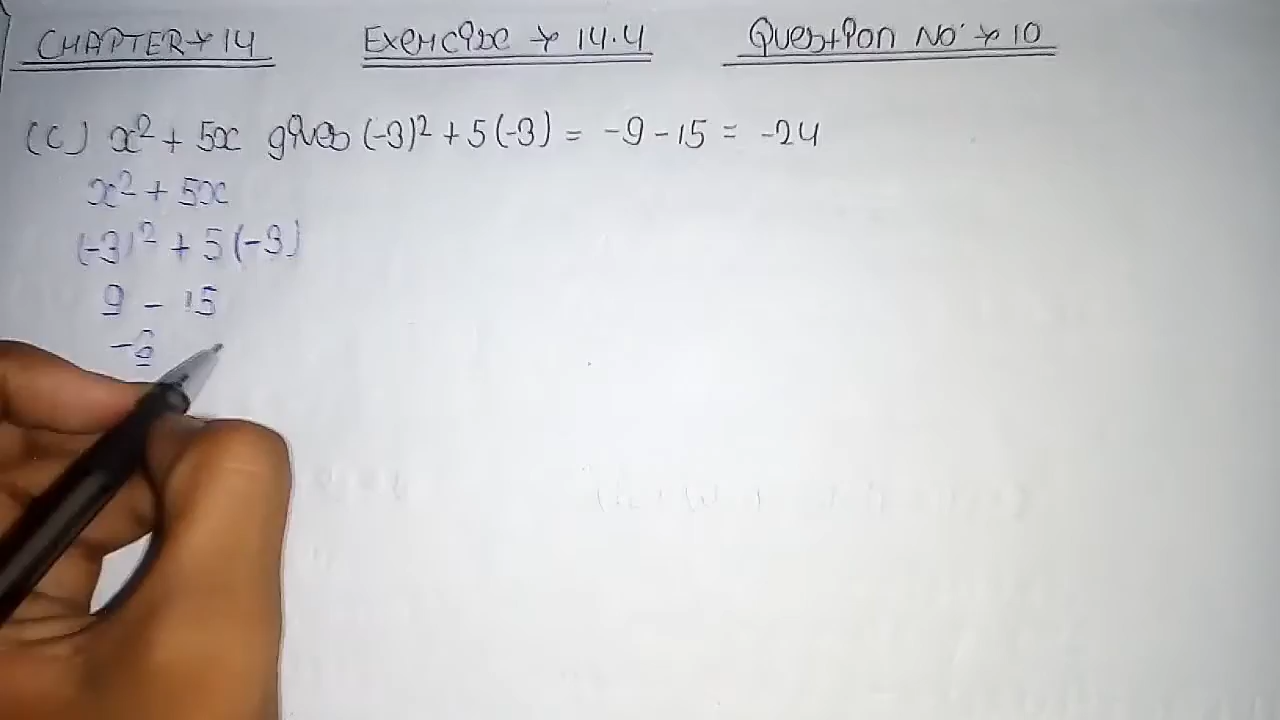 CHAPTER → 14 Exercise → 14.4 Question No. → 10
(c) x² + 5x gives (-3)² + 5(-3) = -9 - 15 = -24
x² + 5x
(-3)² + 5(-3)
9 - 15